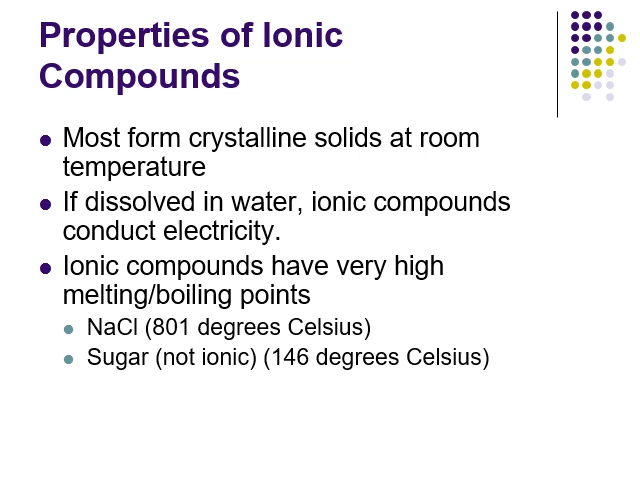 Properties of Ionic
Compounds
Most form crystalline solids at room
temperature
If dissolved in water, ionic compounds
conduct electricity.
Ionic compounds have very high
melting/boiling points
NaCl (801 degrees Celsius)
Sugar (not ionic) (146 degrees Celsius)